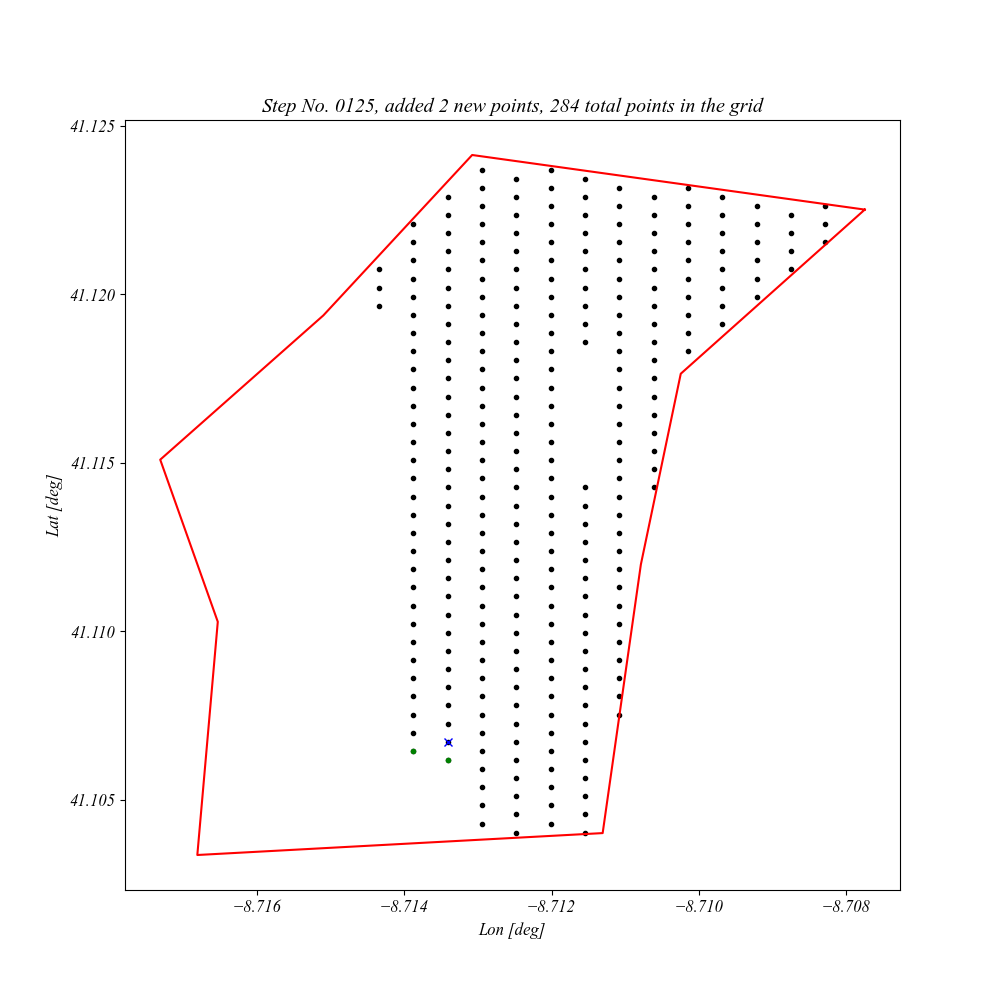 Step No. 0125, added 2 new points, 284 total points in the grid
41.125
41.120
41.115
41.110
41.105
Lat [deg]
−8.716 −8.714 −8.712 −8.710 −8.708
Lon [deg]